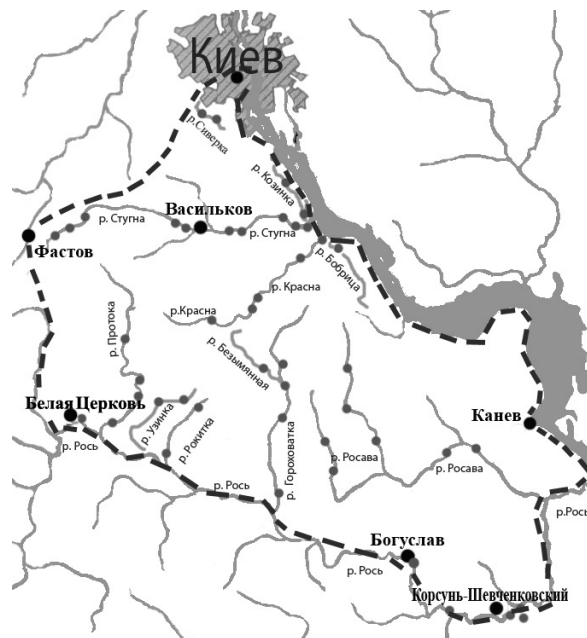 Киев
р.Сиверка
р. Козинка
Васильков
р. Стугна
р. Стугна
Фастов
р. Бобрица
р. Красна
р.Красна
р. Протока
р. Безымянная
Белая Церковь
Канев
р. Узинка
р. Рокитка
р. Гороховатка
р. Росава
р. Росава
р. Рось
р. Рось
р.Рось
Богуслав
р. Рось
Корсунь-Шевченковский